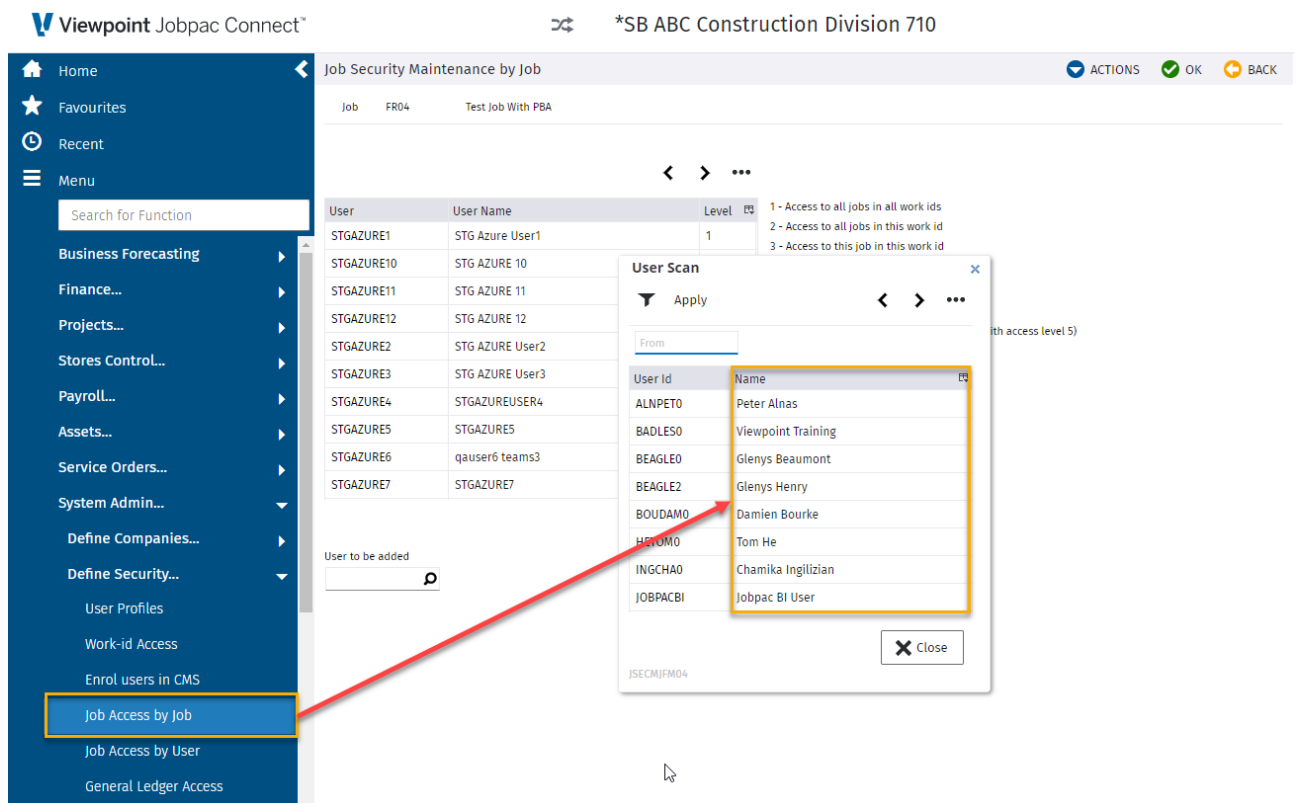 Viewpoint Jobpac Connect™
*SB ABC Construction Division 710
Home
Favourites
Recent
Menu
Search for Function
Business Forecasting
Finance...
Projects...
Stores Control...
Payroll...
Assets...
Service Orders...
System Admin...
Define Companies...
Define Security...
User Profiles
Work-id Access
Enrol users in CMS
Job Access by Job
Job Access by User
General Ledger Access
Job Security Maintenance by Job
ACTIONS OK BACK
Job FR04 Test Job With PBA
User User Name Level
STGAZURE1 STG Azure User1 1
STGAZURE10 STG AZURE 10
STGAZURE11 STG AZURE 11
STGAZURE12 STG AZURE 12
STGAZURE2 STG AZURE User2
STGAZURE3 STG AZURE User3
STGAZURE4 STGAZUREUSER4
STGAZURE5 STGAZURE5
STGAZURE6 qauser6 teams3
STGAZURE7 STGAZURE7
1 - Access to all jobs in all work ids
2 - Access to all jobs in this work id
3 - Access to this job in this work id
ith access level 5)
User to be added
User Scan
Apply
From
User Id Name
ALNPET0 Peter Alnas
BADLES0 Viewpoint Training
BEAGLE0 Glenys Beaumont
BEAGLE2 Glenys Henry
BOUDAM0 Damien Bourke
HETOM0 Tom He
INGCHA0 Chamika Ingilizian
JOBPACBI Jobpac BI User
Close
JSECMJFM04